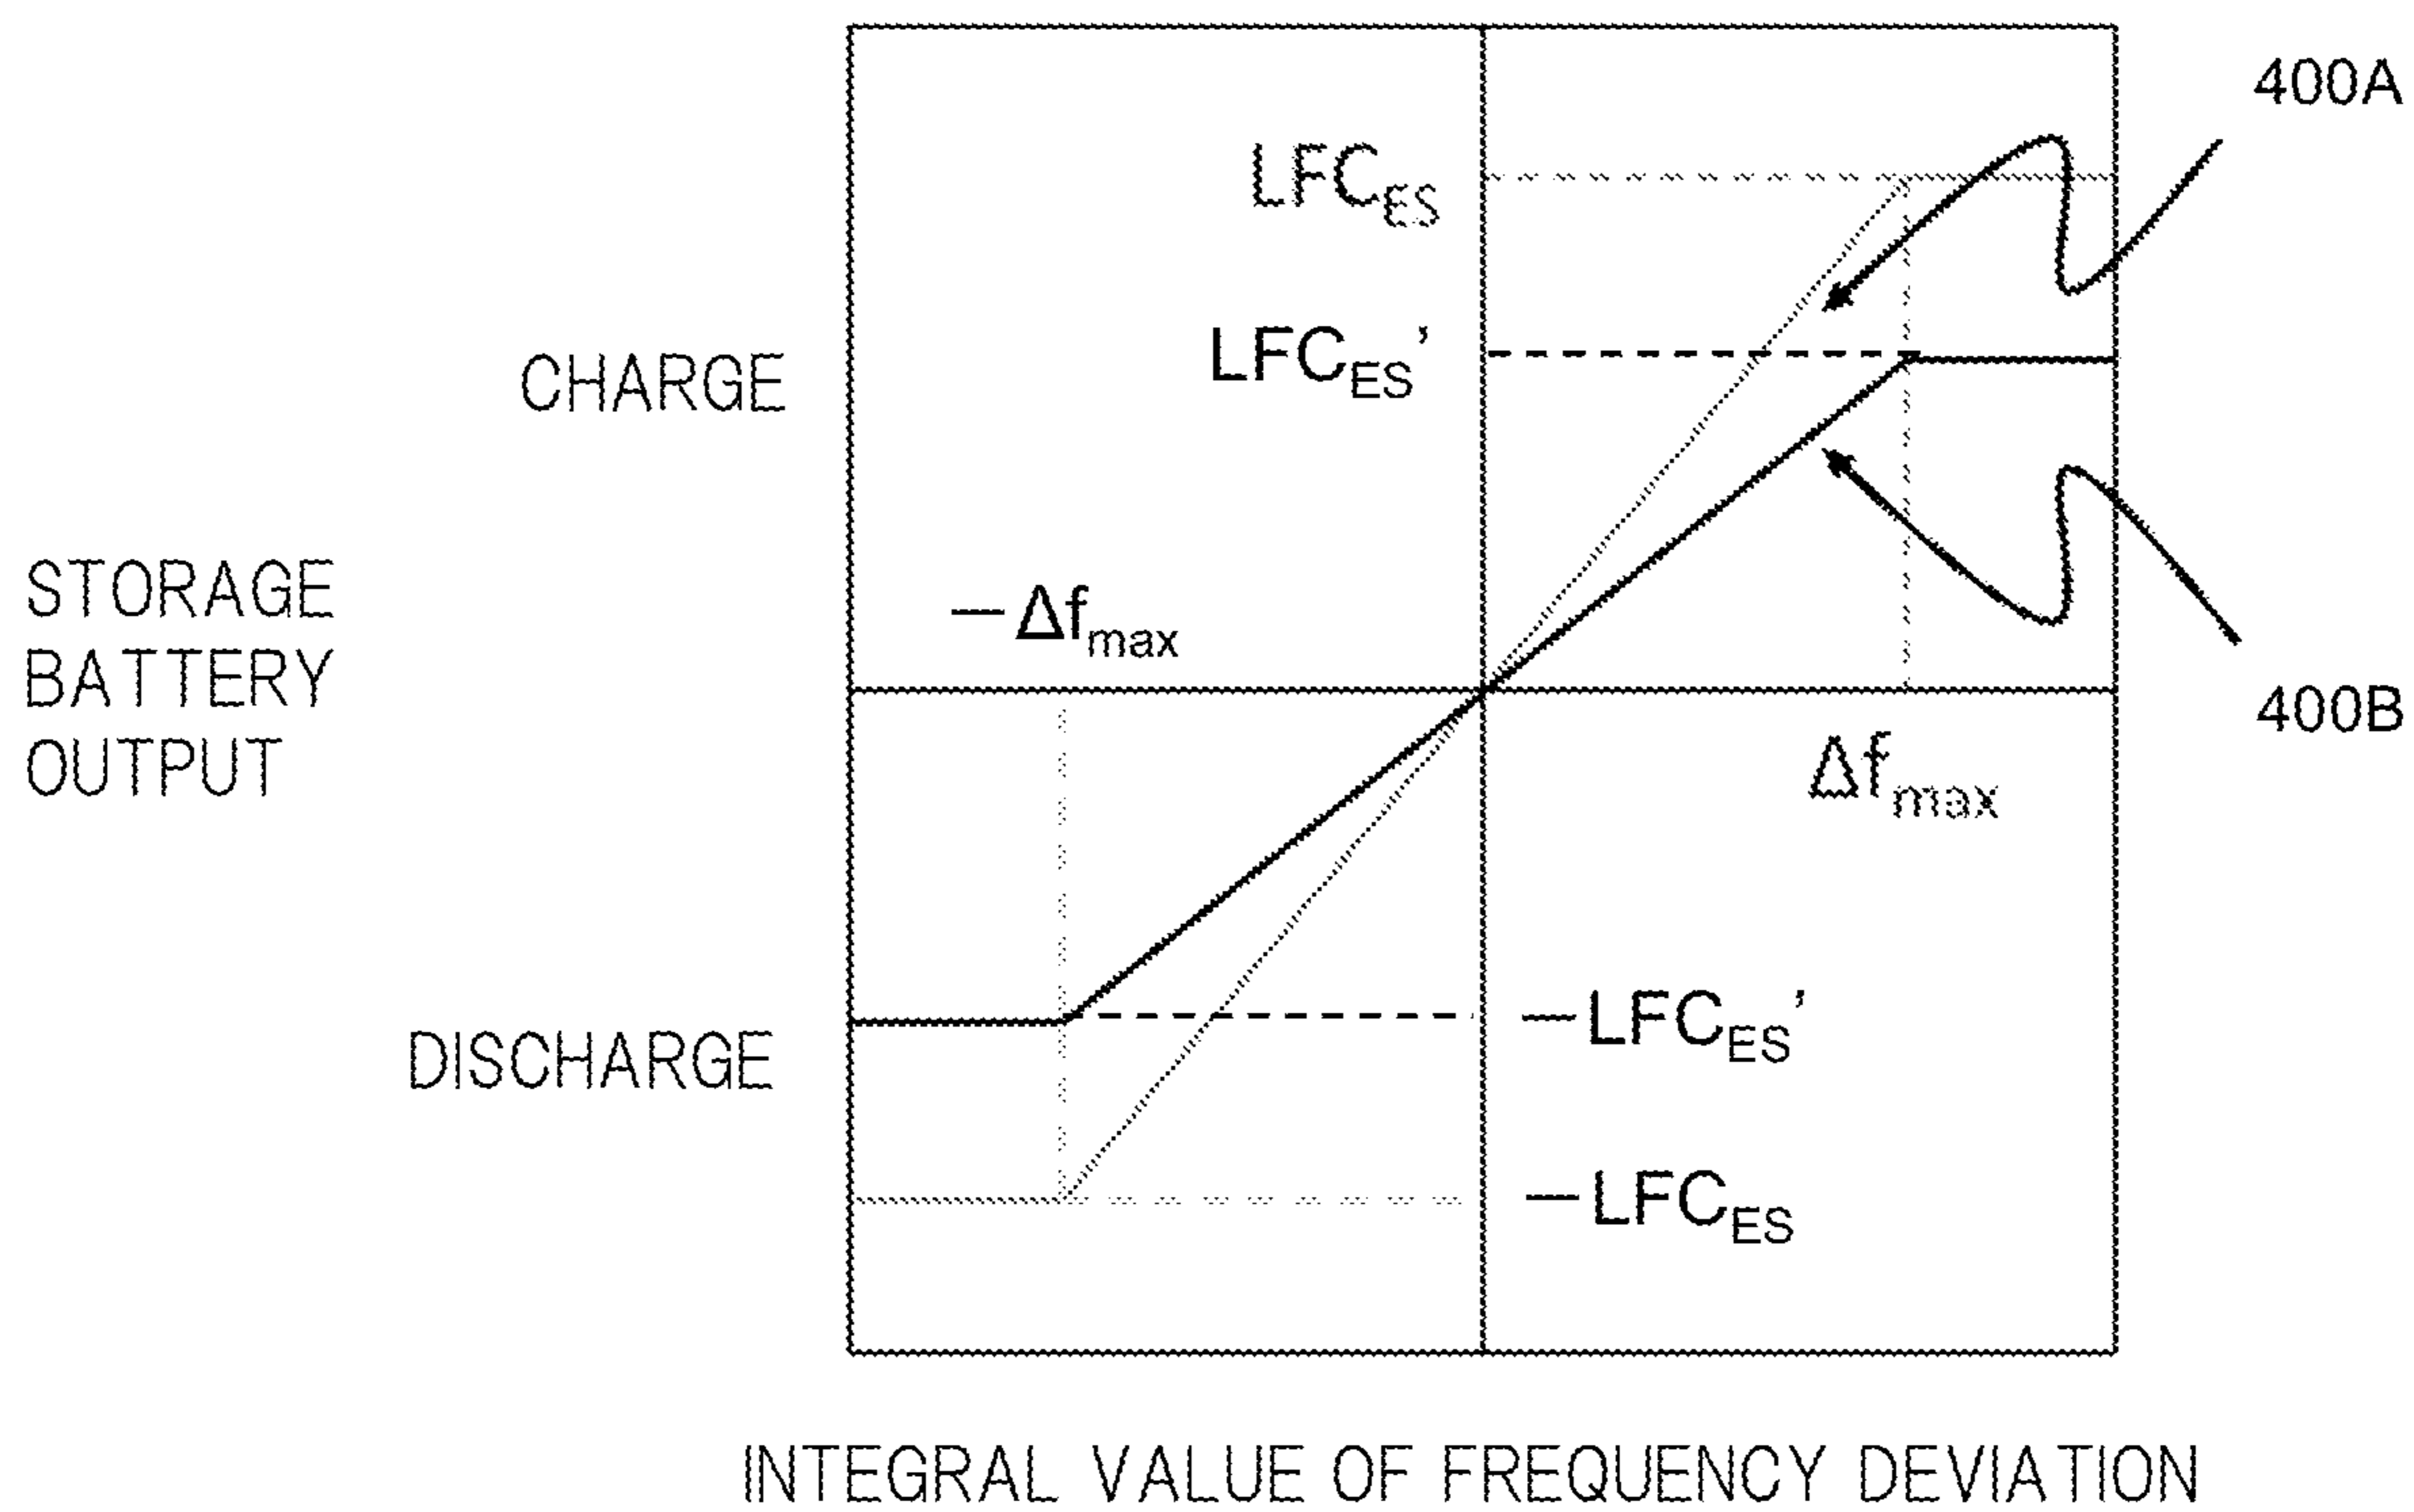 400A
LFCES
LFCES'
CHARGE
STORAGE
BATTERY
OUTPUT
−Δfmax
Δfmax
400B
−LFCES'
DISCHARGE
−LFCES
INTEGRAL VALUE OF FREQUENCY DEVIATION